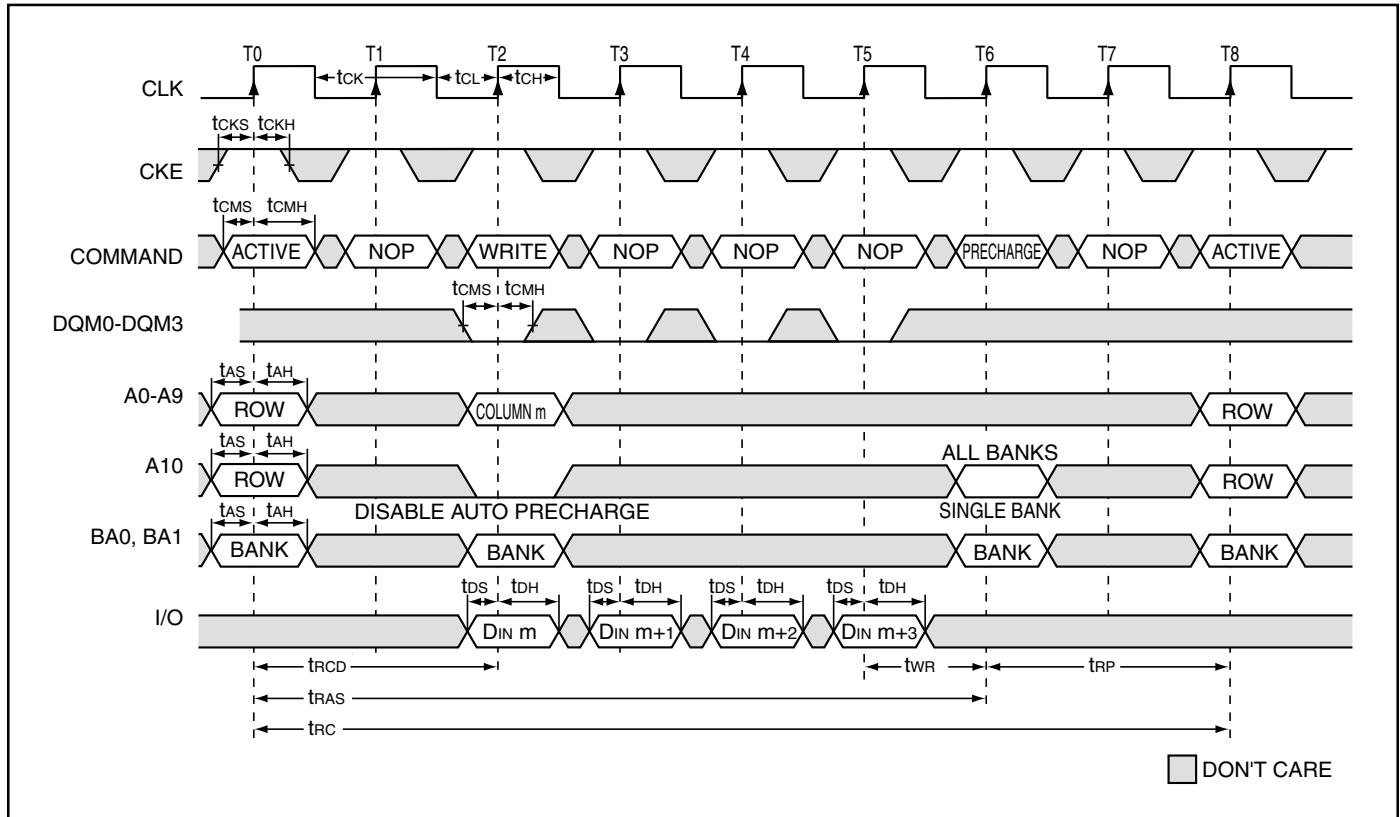 T0 T1 T2 T3 T4 T5 T6 T7 T8
tCK tCL tCH
CLK
tCKS tCKH
CKE
tCMS tCMH
COMMAND ACTIVE NOP WRITE NOP NOP NOP PRECHARGE NOP ACTIVE
tCMS tCMH
DQM0-DQM3
tAS tAH
A0-A9 ROW COLUMN m ROW
tAS tAH ALL BANKS
A10 ROW ROW
tAS tAH DISABLE AUTO PRECHARGE SINGLE BANK
BA0, BA1 BANK BANK BANK BANK
tDS tDH tDS tDH tDS tDH tDS tDH
I/O DIN m DIN m+1 DIN m+2 DIN m+3
tRCD tWR tRP
tRAS
tRC
DON'T CARE